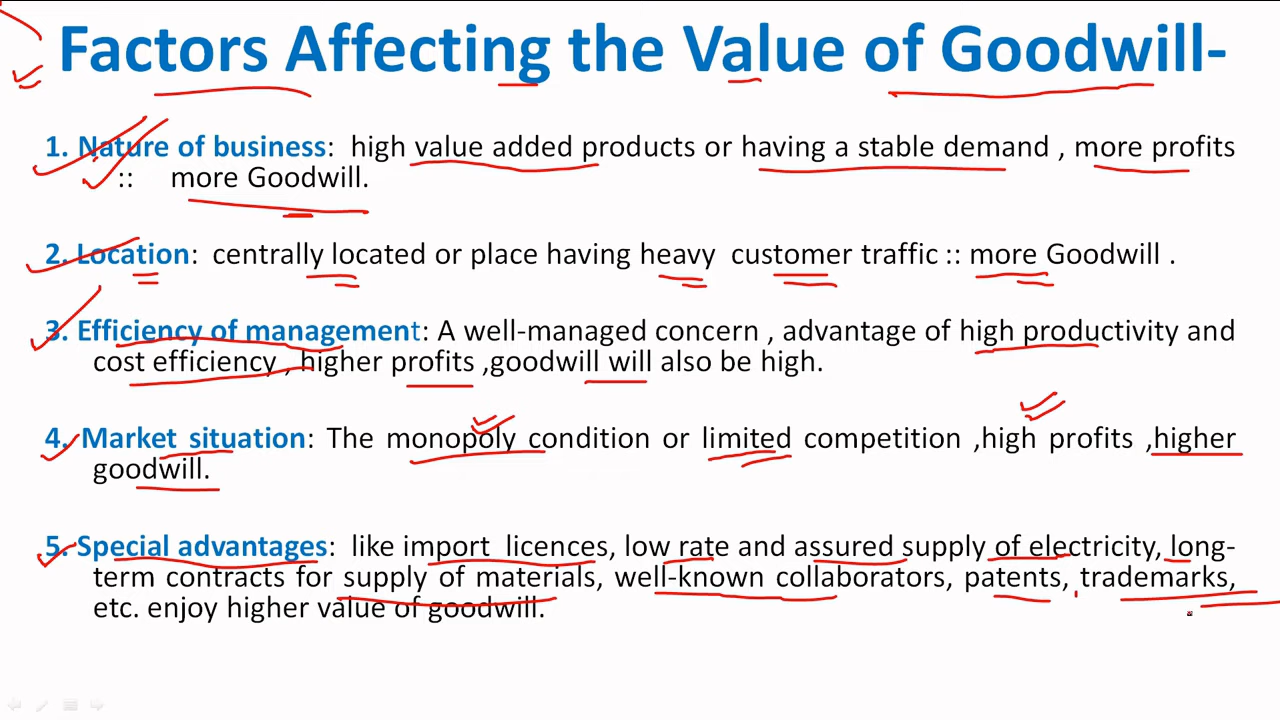 Factors Affecting the Value of Goodwill-
1. Nature of business: high value added products or having a stable demand , more profits
:: more Goodwill.
2. Location: centrally located or place having heavy customer traffic :: more Goodwill .
3. Efficiency of management: A well-managed concern , advantage of high productivity and
cost efficiency , higher profits ,goodwill will also be high.
4. Market situation: The monopoly condition or limited competition ,high profits ,higher
goodwill.
5. Special advantages: like import licences, low rate and assured supply of electricity, long-
term contracts for supply of materials, well-known collaborators, patents, trademarks,
etc. enjoy higher value of goodwill.